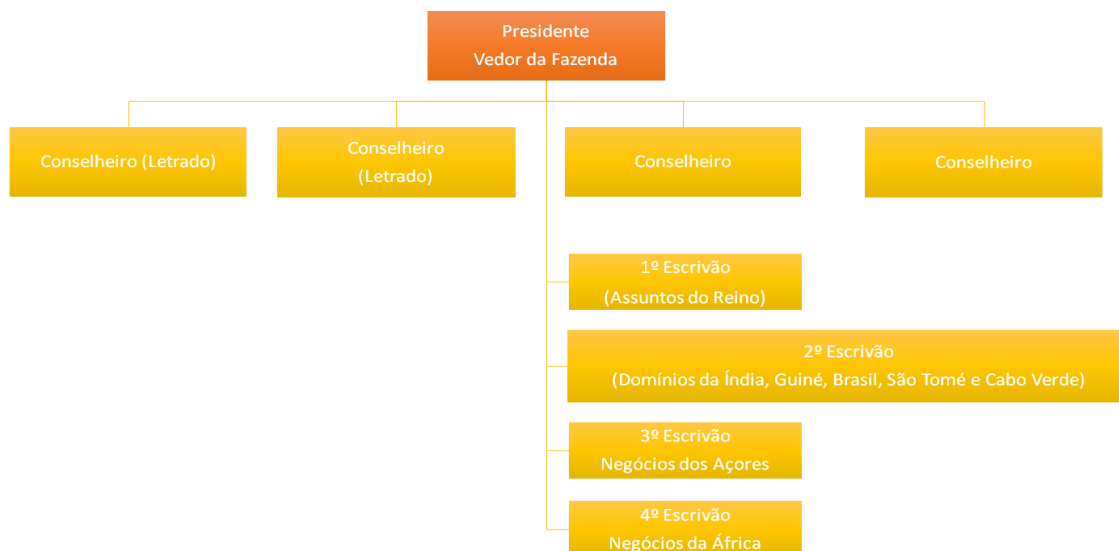 Presidente
Vedor da Fazenda
Conselheiro (Letrado)
Conselheiro
(Letrado)
Conselheiro
Conselheiro
1º Escrivão
(Assuntos do Reino)
2º Escrivão
(Domínios da Índia, Guiné, Brasil, São Tomé e Cabo Verde)
3º Escrivão
Negócios dos Açores
4º Escrivão
Negócios da África